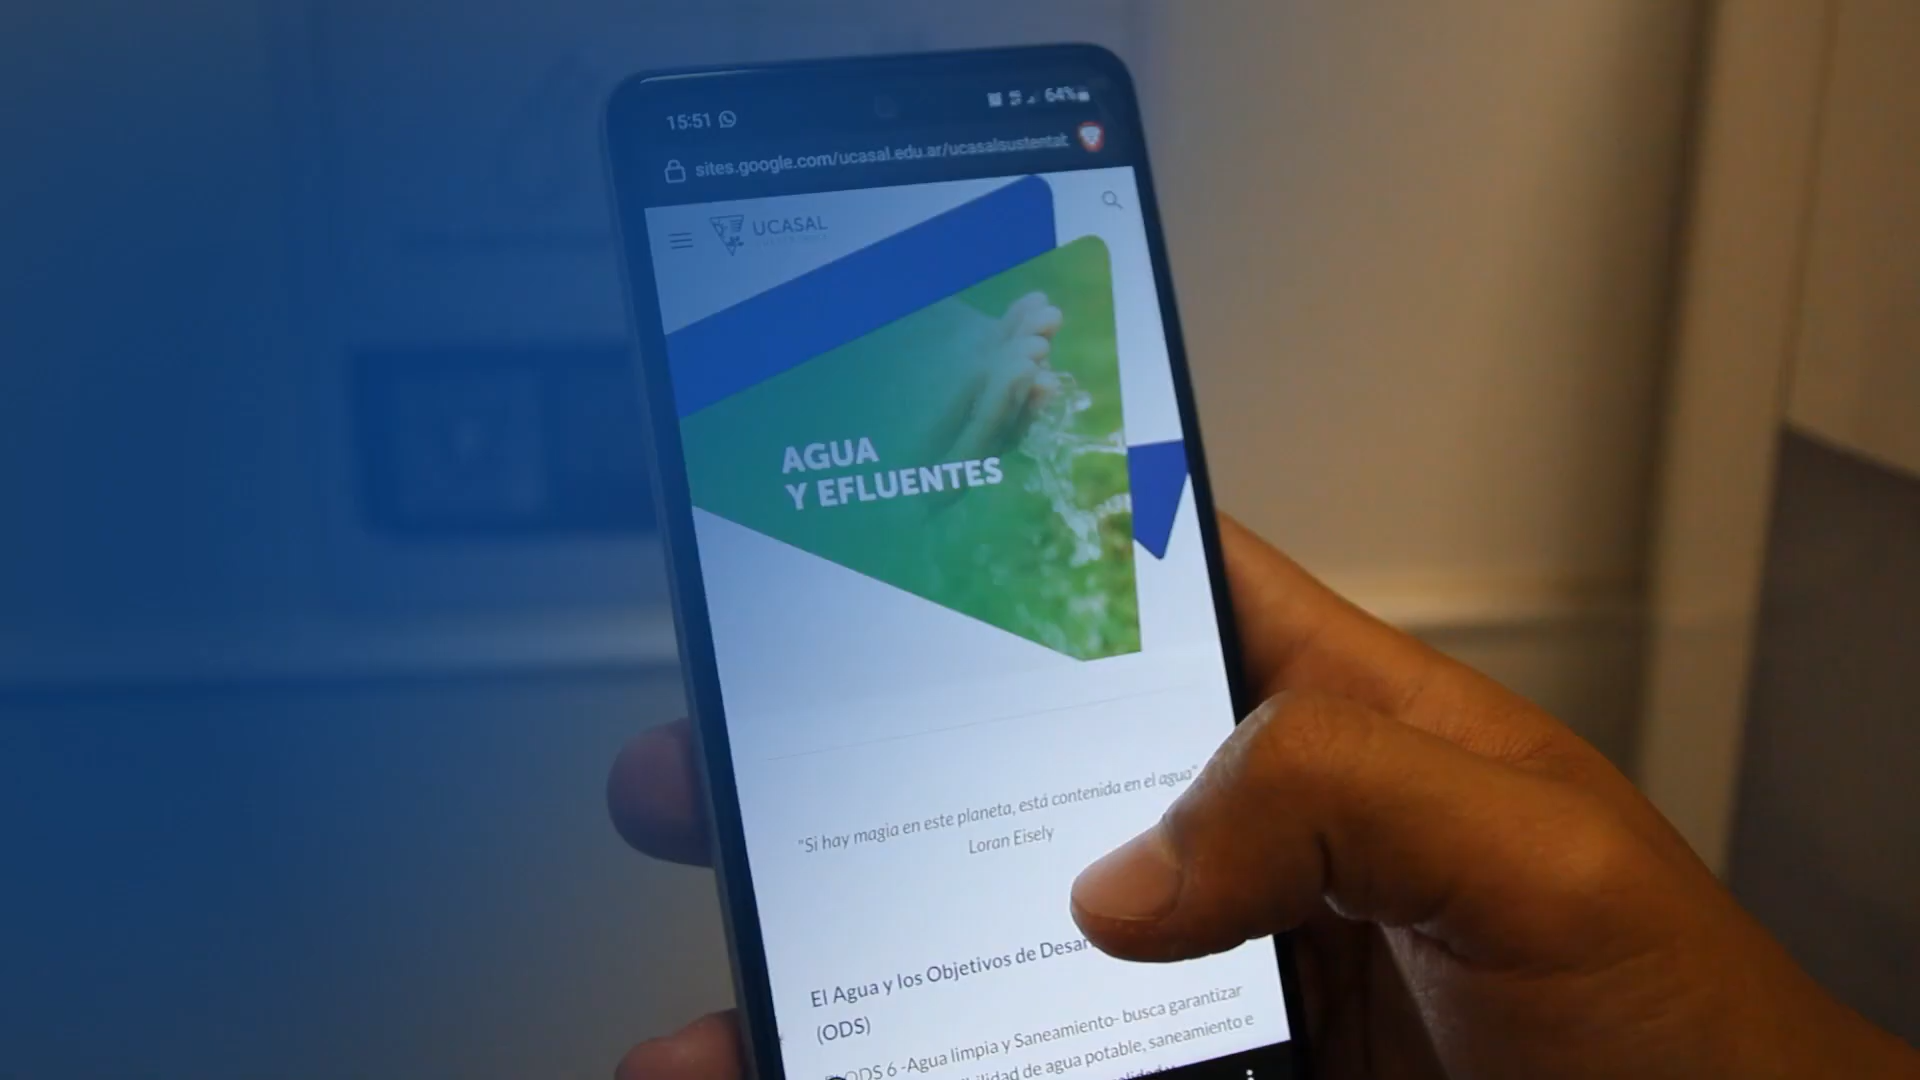 15:51
64%
sites.google.com/ucasal.edu.ar/ucasalsustentab
UCASAL
AGUA
Y EFLUENTES
"Si hay magia en este planeta, está contenida en el agua"
Loran Eisely
El Agua y los Objetivos de Desar
(ODS)
ODS 6 -Agua limpia y Saneamiento- busca garantizar
ilidad de agua potable, saneamiento e